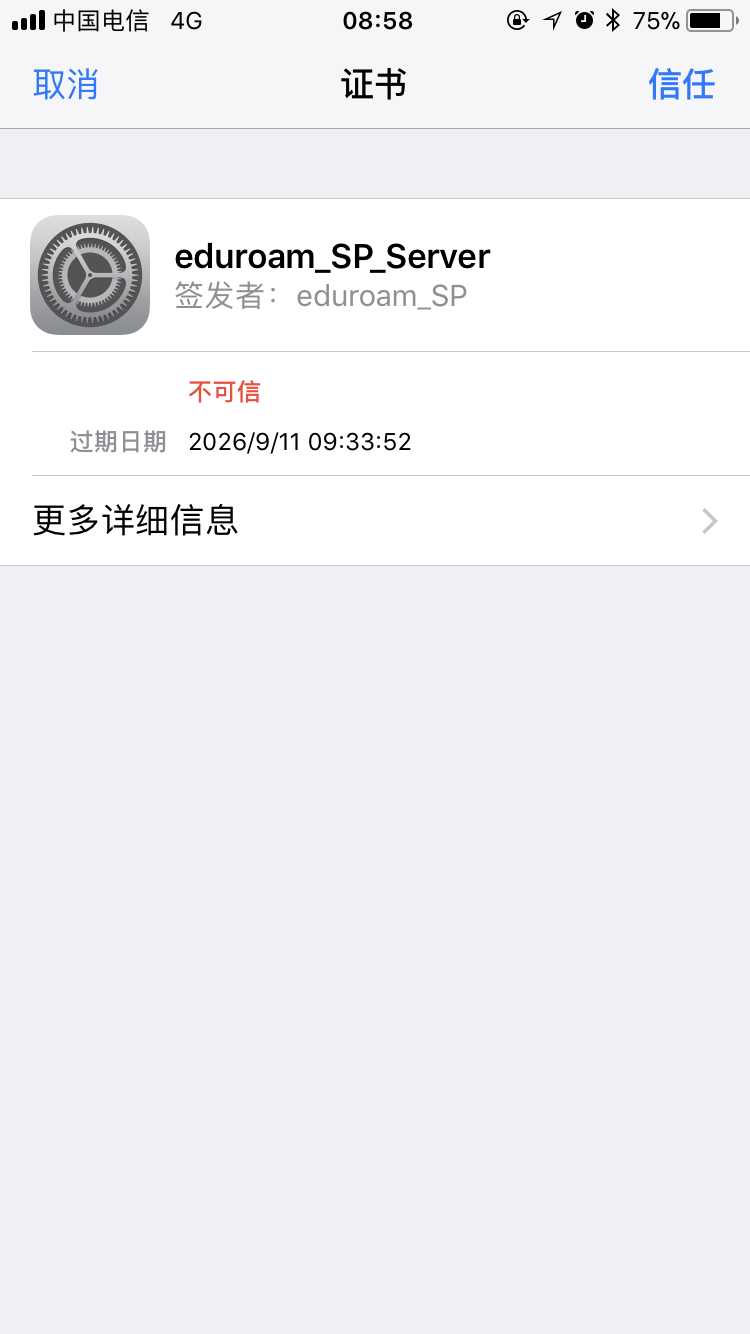 中国电信 4G 08:58 75%
取消 证书 信任
eduroam_SP_Server
签发者：eduroam_SP
不可信
过期日期 2026/9/11 09:33:52
更多详细信息